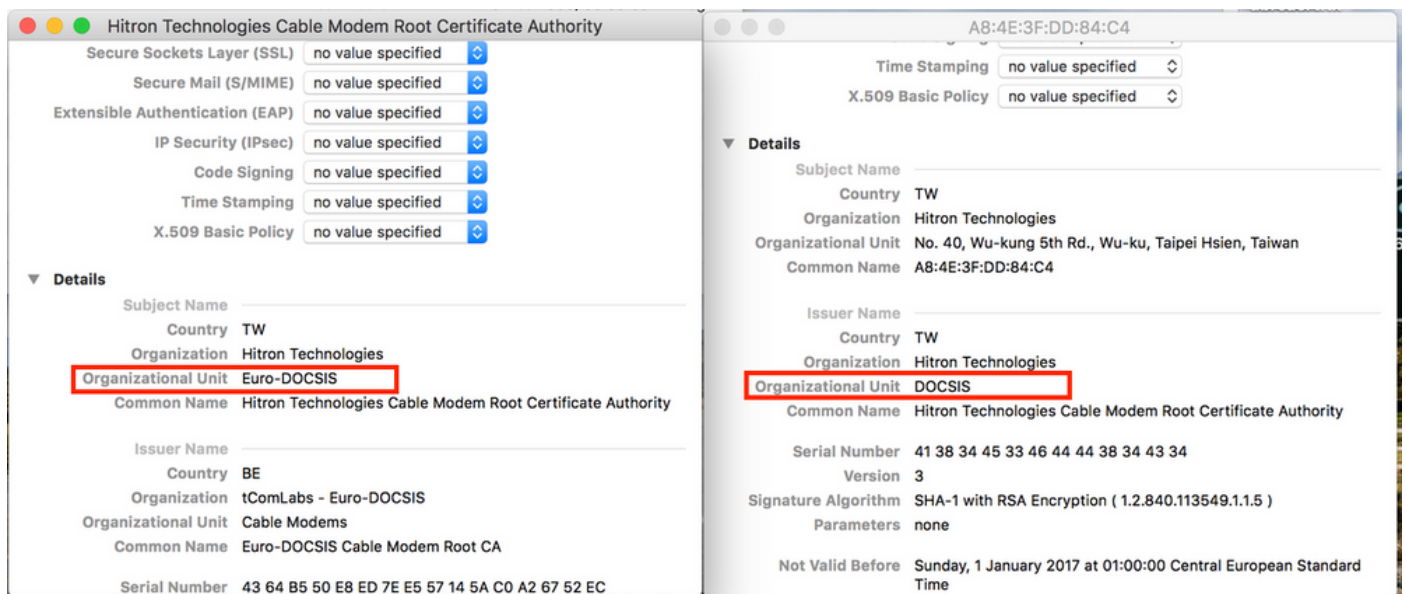 Hitron Technologies Cable Modem Root Certificate Authority
Secure Sockets Layer (SSL) no value specified
Secure Mail (S/MIME) no value specified
Extensible Authentication (EAP) no value specified
IP Security (IPsec) no value specified
Code Signing no value specified
Time Stamping no value specified
X.509 Basic Policy no value specified
Details
Subject Name
Country TW
Organization Hitron Technologies
Organizational Unit Euro-DOCSIS
Common Name Hitron Technologies Cable Modem Root Certificate Authority
Issuer Name
Country BE
Organization tComLabs - Euro-DOCSIS
Organizational Unit Cable Modems
Common Name Euro-DOCSIS Cable Modem Root CA
Serial Number 43 64 B5 50 E8 ED 7E E5 57 14 5A C0 A2 67 52 EC
A8:4E:3F:DD:84:C4
Time Stamping no value specified
X.509 Basic Policy no value specified
Details
Subject Name
Country TW
Organization Hitron Technologies
Organizational Unit No. 40, Wu-kung 5th Rd., Wu-ku, Taipei Hsien, Taiwan
Common Name A8:4E:3F:DD:84:C4
Issuer Name
Country TW
Organization Hitron Technologies
Organizational Unit DOCSIS
Common Name Hitron Technologies Cable Modem Root Certificate Authority
Serial Number 41 38 34 45 33 46 44 44 38 34 43 34
Version 3
Signature Algorithm SHA-1 with RSA Encryption ( 1.2.840.113549.1.1.5 )
Parameters none
Not Valid Before Sunday, 1 January 2017 at 01:00:00 Central European Standard
Time